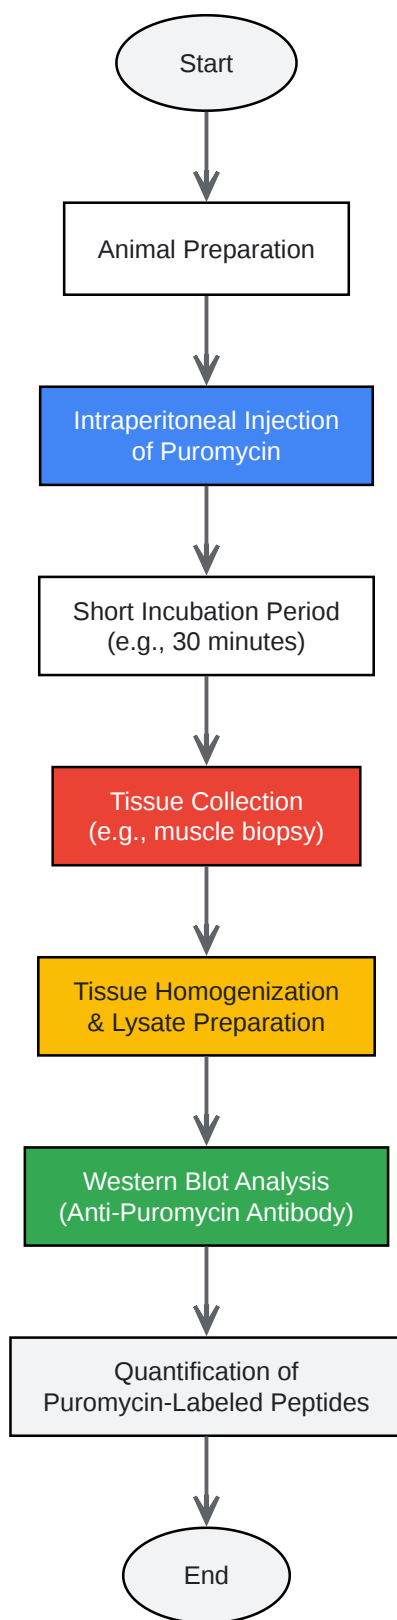 Start
Animal Preparation
Intraperitoneal Injection
of Puromycin
Short Incubation Period
(e.g., 30 minutes)
Tissue Collection
(e.g., muscle biopsy)
Tissue Homogenization
& Lysate Preparation
Western Blot Analysis
(Anti-Puromycin Antibody)
Quantification of
Puromycin-Labeled Peptides
End